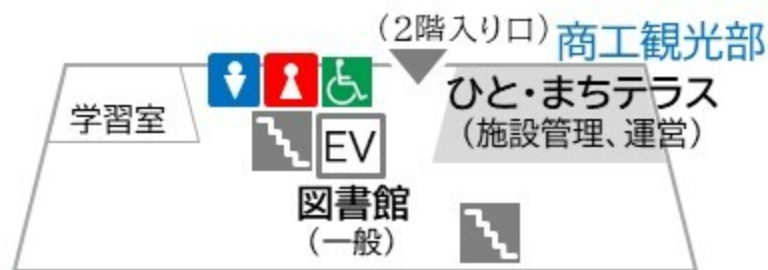 (2階入り口)
商工観光部
ひと・まちテラス
(施設管理、運営)
学習室
EV
図書館
(一般)